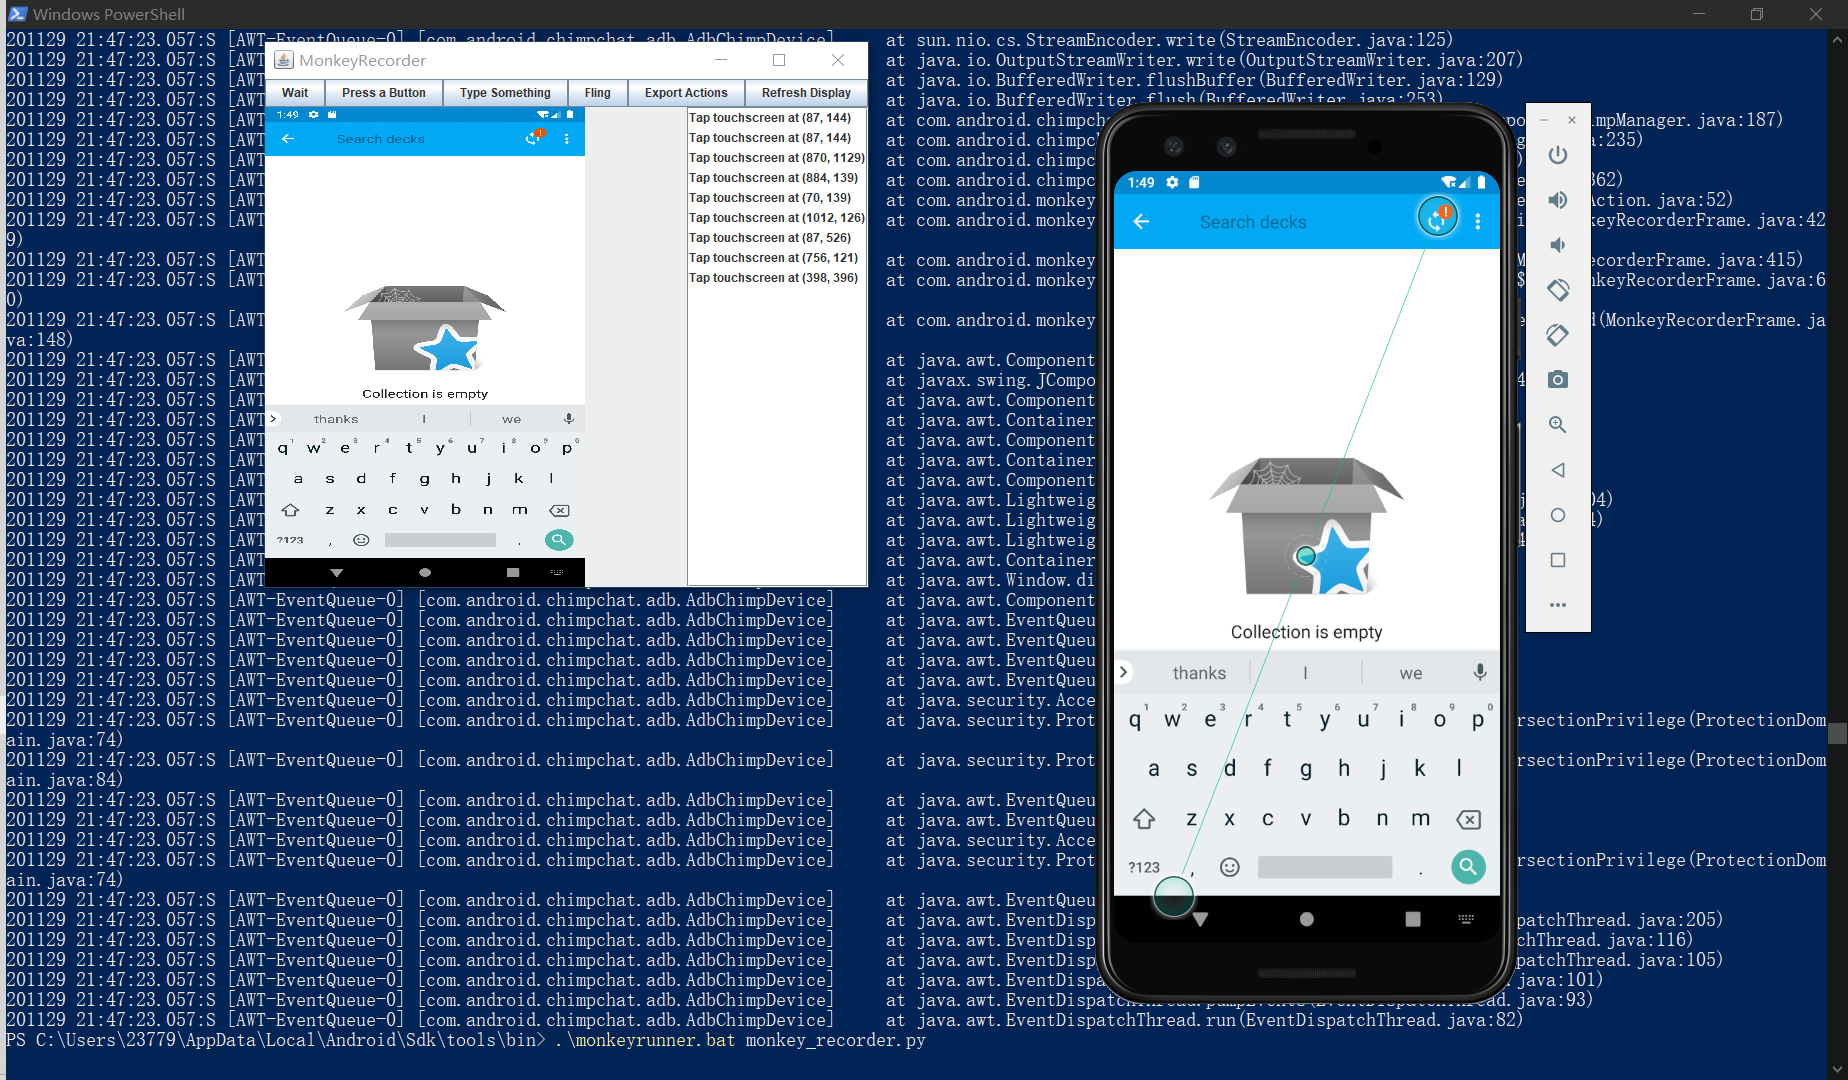 Windows PowerShell
201129 21:47:23.057:S [AWT-EventQueue-0] [com.android.chimpchat.adb.AdbChimpDevice] at sun.nio.cs.StreamEncoder.write(StreamEncoder.java:125)
201129 21:47:23.057:S [AWT at java.io.OutputStreamWriter.write(OutputStreamWriter.java:207)
201129 21:47:23.057:S [AWT at java.io.BufferedWriter.flushBuffer(BufferedWriter.java:129)
201129 21:47:23.057:S [AWT at java.io.BufferedWriter.flush(BufferedWriter.java:253)
201129 21:47:23.057:S [AWT at com.android.chimpc mpManager.java:187)
201129 21:47:23.057:S [AWT at com.android.chimpc a:235)
201129 21:47:23.057:S [AWT at com.android.chimpc )
201129 21:47:23.057:S [AWT at com.android.chimpc 362)
201129 21:47:23.057:S [AWT at com.android.monkey Action.java:52)
201129 21:47:23.057:S [AWT at com.android.monkey nkeyRecorderFrame.java:42
9)
201129 21:47:23.057:S [AWT at com.android.monkey ecorderFrame.java:415)
201129 21:47:23.057:S [AWT at com.android.monkey nkeyRecorderFrame.java:6
0)
201129 21:47:23.057:S [AWT at com.android.monkey d(MonkeyRecorderFrame.ja
va:148)
201129 21:47:23.057:S [AWT at java.awt.Component
201129 21:47:23.057:S [AWT at javax.swing.JCompo
201129 21:47:23.057:S [AWT at java.awt.Component
201129 21:47:23.057:S [AWT at java.awt.Container
201129 21:47:23.057:S [AWT at java.awt.Component
201129 21:47:23.057:S [AWT at java.awt.Container
201129 21:47:23.057:S [AWT at java.awt.Component
201129 21:47:23.057:S [AWT at java.awt.Lightweig
201129 21:47:23.057:S [AWT at java.awt.Lightweig
201129 21:47:23.057:S [AWT at java.awt.Lightweig
201129 21:47:23.057:S [AWT at java.awt.Container
201129 21:47:23.057:S [AWT at java.awt.Window.di
201129 21:47:23.057:S [AWT-EventQueue-0] [com.android.chimpchat.adb.AdbChimpDevice] at java.awt.Component
201129 21:47:23.057:S [AWT-EventQueue-0] [com.android.chimpchat.adb.AdbChimpDevice] at java.awt.EventQueu
201129 21:47:23.057:S [AWT-EventQueue-0] [com.android.chimpchat.adb.AdbChimpDevice] at java.awt.EventQueu
201129 21:47:23.057:S [AWT-EventQueue-0] [com.android.chimpchat.adb.AdbChimpDevice] at java.awt.EventQueu
201129 21:47:23.057:S [AWT-EventQueue-0] [com.android.chimpchat.adb.AdbChimpDevice] at java.awt.EventQueu
201129 21:47:23.057:S [AWT-EventQueue-0] [com.android.chimpchat.adb.AdbChimpDevice] at java.security.Acce
201129 21:47:23.057:S [AWT-EventQueue-0] [com.android.chimpchat.adb.AdbChimpDevice] at java.security.Prot rsectionPrivilege(ProtectionDom
ain.java:74)
201129 21:47:23.057:S [AWT-EventQueue-0] [com.android.chimpchat.adb.AdbChimpDevice] at java.security.Prot rsectionPrivilege(ProtectionDom
ain.java:84)
201129 21:47:23.057:S [AWT-EventQueue-0] [com.android.chimpchat.adb.AdbChimpDevice] at java.awt.EventQueu
201129 21:47:23.057:S [AWT-EventQueue-0] [com.android.chimpchat.adb.AdbChimpDevice] at java.awt.EventQueu
201129 21:47:23.057:S [AWT-EventQueue-0] [com.android.chimpchat.adb.AdbChimpDevice] at java.security.Acce
201129 21:47:23.057:S [AWT-EventQueue-0] [com.android.chimpchat.adb.AdbChimpDevice] at java.security.Prot rsectionPrivilege(ProtectionDom
ain.java:74)
201129 21:47:23.057:S [AWT-EventQueue-0] [com.android.chimpchat.adb.AdbChimpDevice] at java.awt.EventQueu
201129 21:47:23.057:S [AWT-EventQueue-0] [com.android.chimpchat.adb.AdbChimpDevice] at java.awt.EventDisp patchThread.java:205)
201129 21:47:23.057:S [AWT-EventQueue-0] [com.android.chimpchat.adb.AdbChimpDevice] at java.awt.EventDisp chThread.java:116)
201129 21:47:23.057:S [AWT-EventQueue-0] [com.android.chimpchat.adb.AdbChimpDevice] at java.awt.EventDisp patchThread.java:105)
201129 21:47:23.057:S [AWT-EventQueue-0] [com.android.chimpchat.adb.AdbChimpDevice] at java.awt.EventDispa .java:101)
201129 21:47:23.057:S [AWT-EventQueue-0] [com.android.chimpchat.adb.AdbChimpDevice] at java.awt.EventDispatchThread.pumpEvents(EventDispatchThread.java:93)
201129 21:47:23.057:S [AWT-EventQueue-0] [com.android.chimpchat.adb.AdbChimpDevice] at java.awt.EventDispatchThread.run(EventDispatchThread.java:82)
PS C:\Users\23779\AppData\Local\Android\Sdk\tools\bin> .\monkeyrunner.bat monkey_recorder.py
MonkeyRecorder
Wait Press a Button Type Something Fling Export Actions Refresh Display
1:49
Search decks
Collection is empty
thanks I we
q1 w2 e3 r4 t5 y6 u7 i8 o9 p0
a s d f g h j k l
z x c v b n m
?123 , .
Tap touchscreen at (87, 144)
Tap touchscreen at (87, 144)
Tap touchscreen at (870, 1129)
Tap touchscreen at (884, 139)
Tap touchscreen at (70, 139)
Tap touchscreen at (1012, 126)
Tap touchscreen at (87, 526)
Tap touchscreen at (756, 121)
Tap touchscreen at (398, 396)
1:49
Search decks
Collection is empty
thanks I we
q1 w2 e3 r4 t5 y6 u7 i8 o9 p0
a s d f g h j k l
z x c v b n m
?123 , .